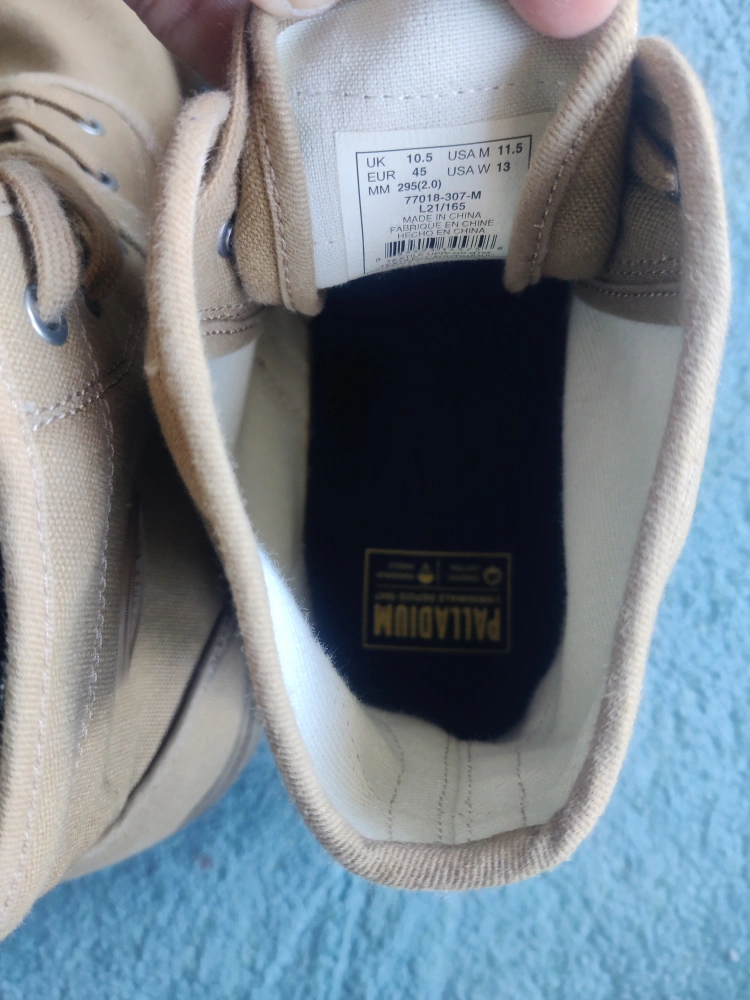 UK 10.5 USA M 11.5
EUR 45 USA W 13
MM 295(2.0)
77018-307-M
L21/165
MADE IN CHINA
FABRIQUE EN CHINE
HECHO EN CHINA
PALLADIUM